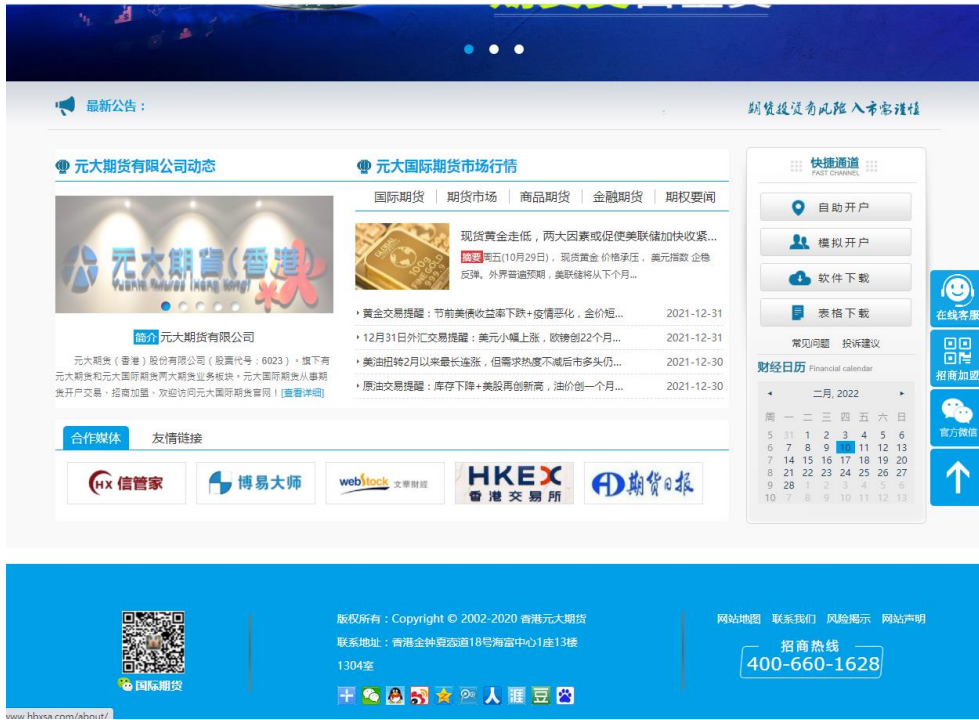 最新公告：
期货投资有风险 入市需谨慎
元大期货有限公司动态
元大期货(香港)
Yuanta Futures (Hong Kong)
简介 元大期货有限公司
元大期货（香港）股份有限公司（股票代号：6023）。旗下有
元大期货和元大国际期货两大期货业务板块。元大国际期货从事期
货开户交易、招商加盟。欢迎访问元大国际期货官网！[查看详细]
元大国际期货市场行情
国际期货 期货市场 商品期货 金融期货 期权要闻
现货黄金走低，两大因素或促使美联储加快收紧...
摘要 周五(10月29日)，现货黄金 价格承压， 美元指数 企稳
反弹。外界普遍预期，美联储将从下个月...
黄金交易提醒：节前美债收益率下跌+疫情恶化，金价短... 2021-12-31
12月31日外汇交易提醒：美元小幅上涨，欧镑创22个月... 2021-12-31
美油扭转2月以来最长连涨，但需求热度不减后市多头仍... 2021-12-30
原油交易提醒：库存下降+美股再创新高，油价创一个月... 2021-12-30
快捷通道
FAST CHANNEL
自助开户
模拟开户
软件下载
表格下载
常见问题 投诉建议
财经日历 Financial calendar
二月, 2022
周 一 二 三 四 五 六 日
5 31 1 2 3 4 5 6
6 7 8 9 10 11 12 13
7 14 15 16 17 18 19 20
8 21 22 23 24 25 26 27
9 28 1 2 3 4 5 6
10 7 8 9 10 11 12 13
在线客服
招商加盟
官方微信
合作媒体 友情链接
HX 信管家
博易大师
webstock 文华财经
HKEX
香港交易所
期货日报
国际期货
版权所有：Copyright © 2002-2020 香港元大期货
联系地址：香港金钟夏悫道18号海富中心1座13楼
1304室
网站地图 联系我们 风险揭示 网站声明
招商热线
400-660-1628
www.hhxsa.com/about/